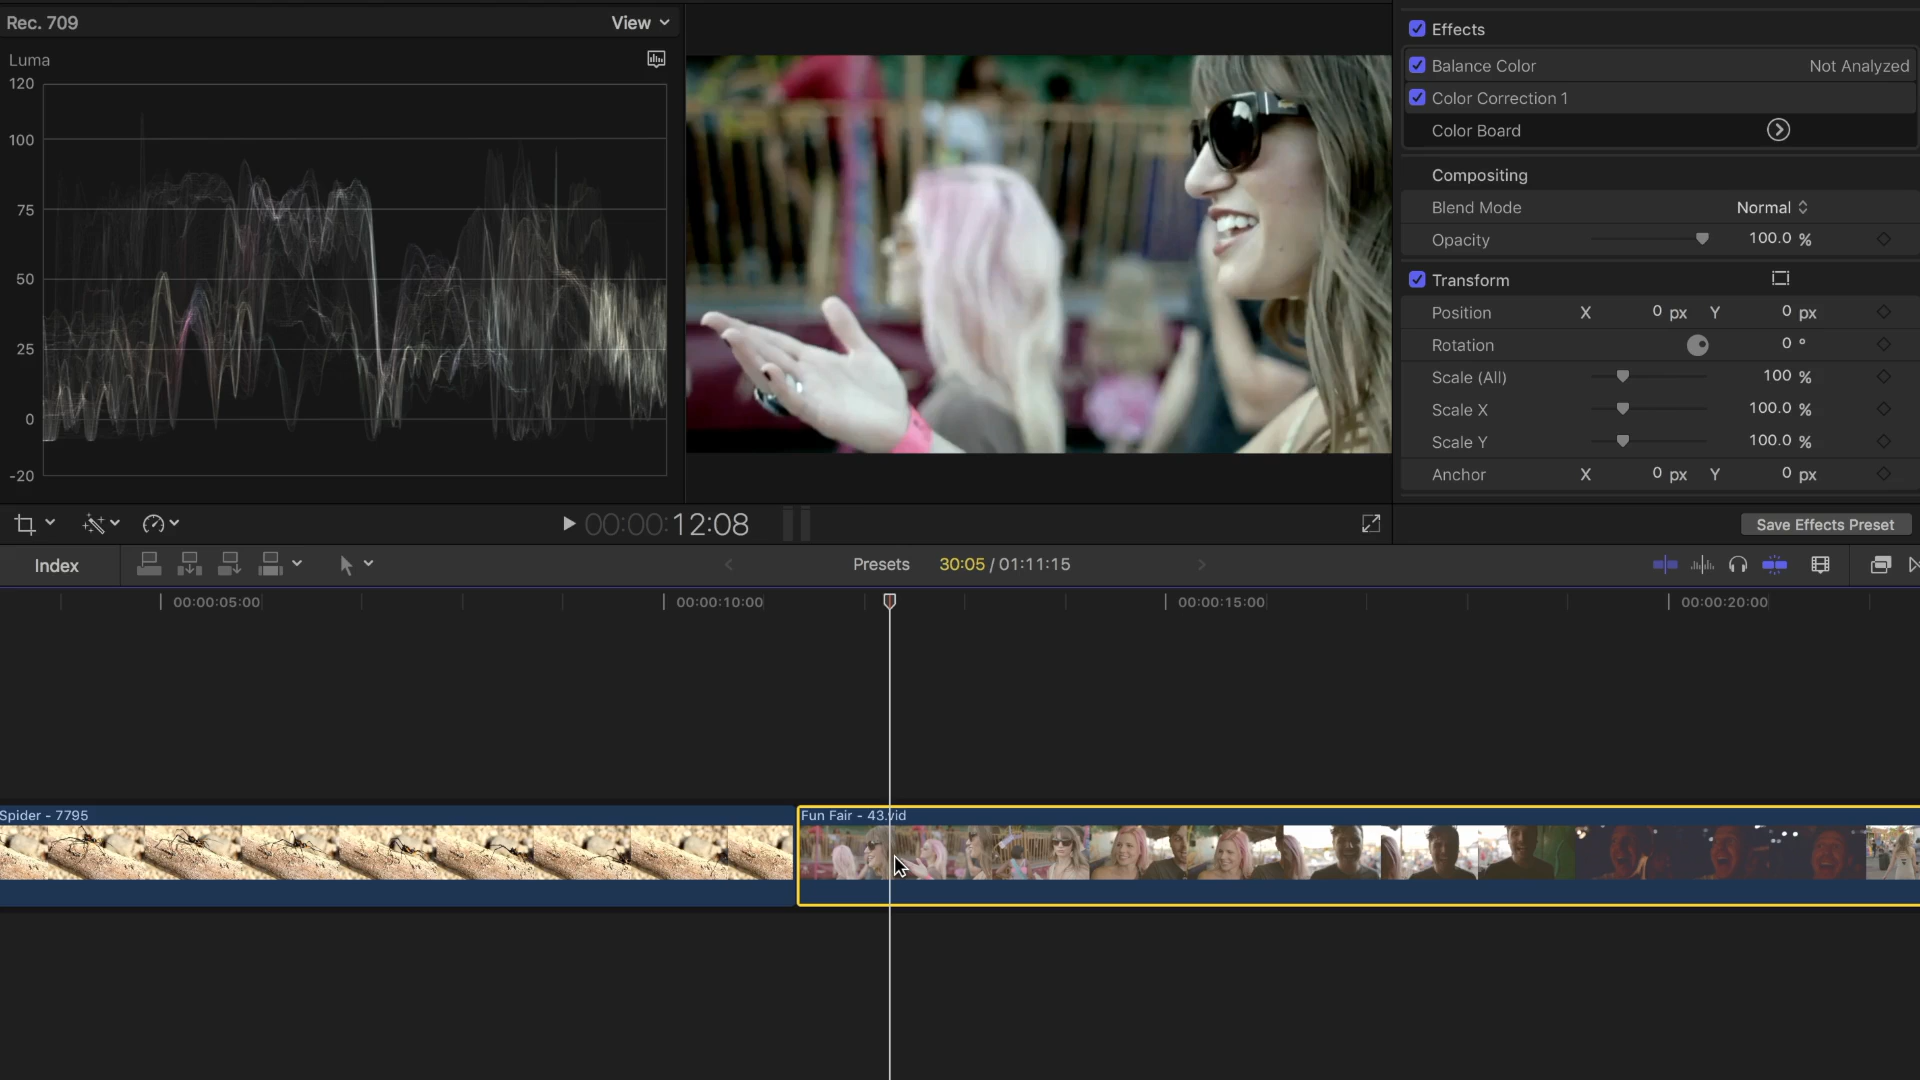 Rec. 709
View
Luma
120
100
75
50
25
0
-20
Effects
Balance Color Not Analyzed
Color Correction 1
Color Board
Compositing
Blend Mode Normal
Opacity 100.0 %
Transform
Position X 0 px Y 0 px
Rotation 0 °
Scale (All) 100 %
Scale X 100.0 %
Scale Y 100.0 %
Anchor X 0 px Y 0 px
00:00:12:08
Save Effects Preset
Index
Presets 30:05 / 01:11:15
00:00:05:00 00:00:10:00 00:00:15:00 00:00:20:00
Spider - 7795
Fun Fair - 43.vid